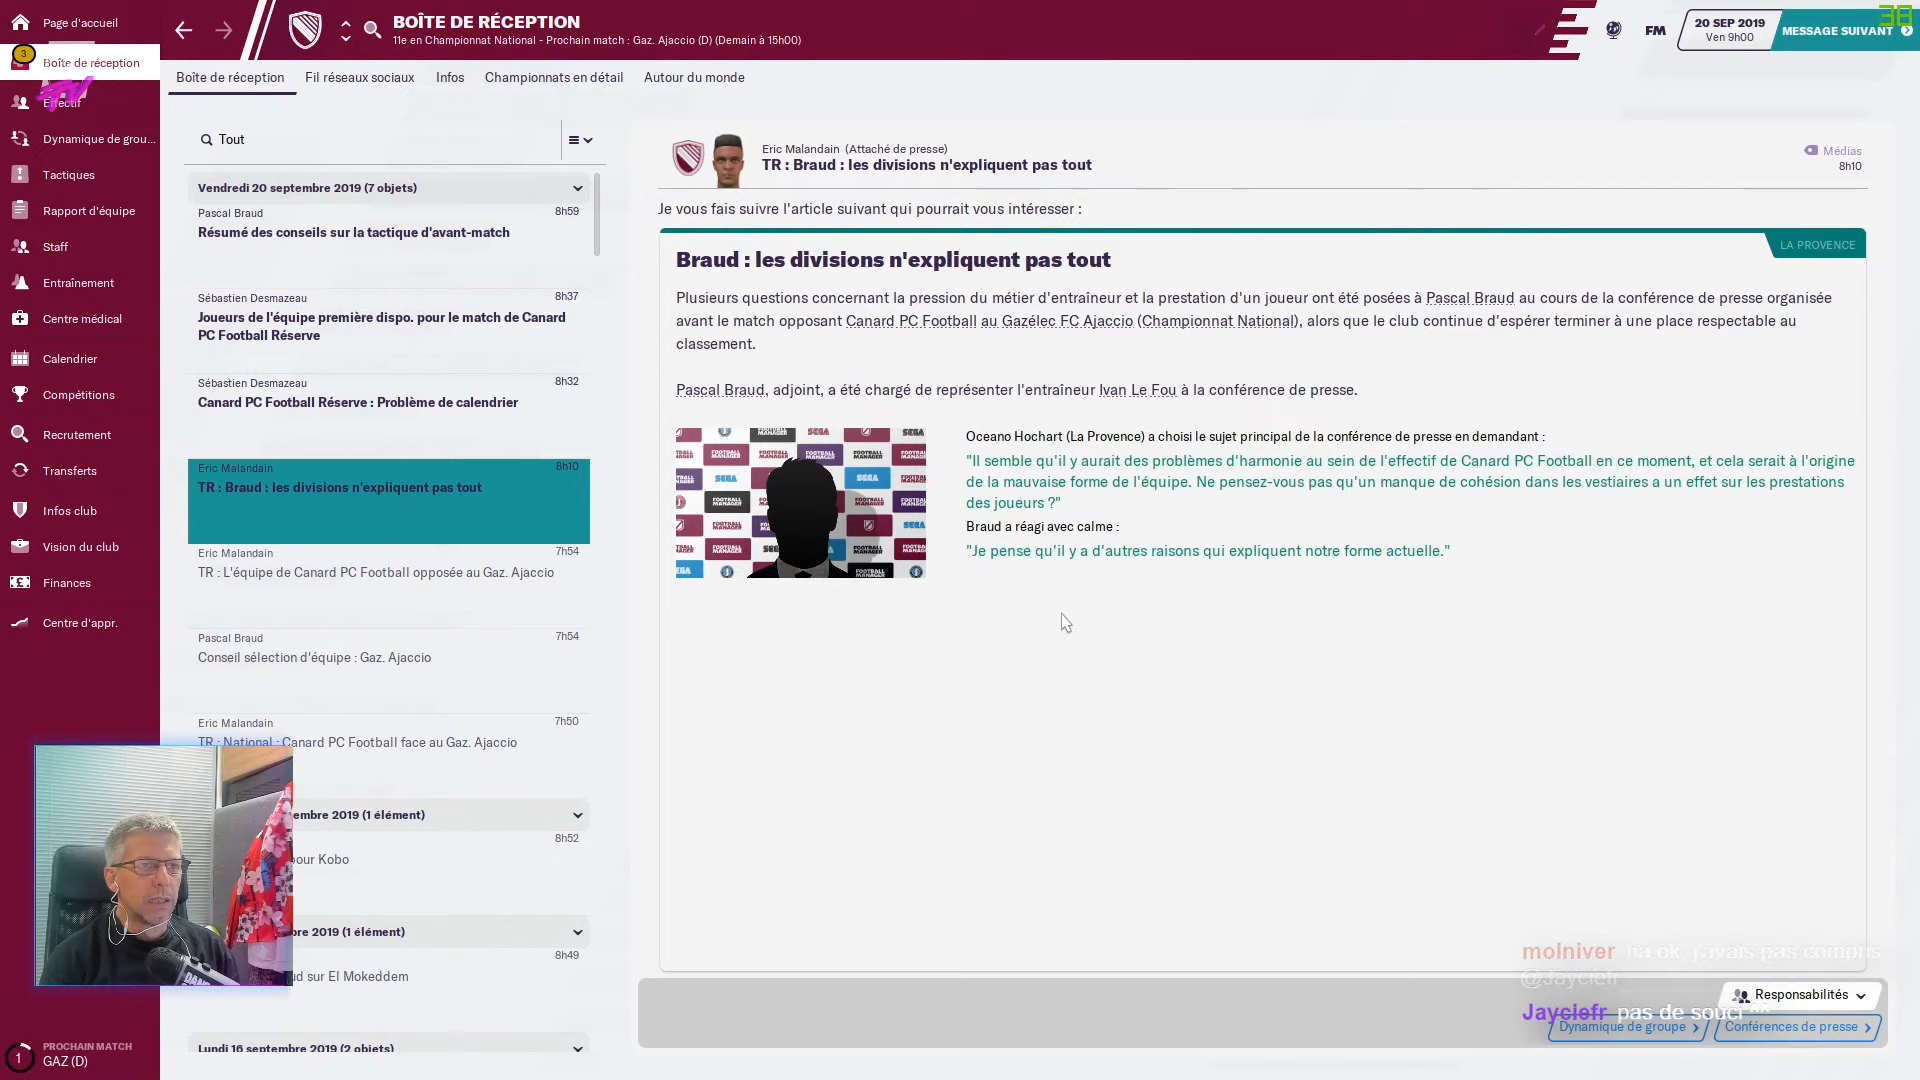 Page d'accueil
3
Boîte de réception
Effectif
Dynamique de grou...
Tactiques
Rapport d'équipe
Staff
Entraînement
Centre médical
Calendrier
Compétitions
Recrutement
Transferts
Infos club
Vision du club
Finances
Centre d'appr.
1
PROCHAIN MATCH
GAZ (D)
BOÎTE DE RÉCEPTION
11e en Championnat National - Prochain match : Gaz. Ajaccio (D) (Demain à 15h00)
FM
20 SEP 2019
Ven 9h00
MESSAGE SUIVANT
38
Boîte de réception
Fil réseaux sociaux
Infos
Championnats en détail
Autour du monde
Tout
Vendredi 20 septembre 2019 (7 objets)
Pascal Braud 8h59
Résumé des conseils sur la tactique d'avant-match
Sébastien Desmazeau 8h37
Joueurs de l'équipe première dispo. pour le match de Canard
PC Football Réserve
Sébastien Desmazeau 8h32
Canard PC Football Réserve : Problème de calendrier
Eric Malandain 8h10
TR : Braud : les divisions n'expliquent pas tout
Eric Malandain 7h54
TR : L'équipe de Canard PC Football opposée au Gaz. Ajaccio
Pascal Braud 7h54
Conseil sélection d'équipe : Gaz. Ajaccio
Eric Malandain 7h50
TR : National : Canard PC Football face au Gaz. Ajaccio
embre 2019 (1 élément)
8h52
pour Kobo
bre 2019 (1 élément)
8h49
ud sur El Mokeddem
Lundi 16 septembre 2019 (2 objets)
Eric Malandain (Attaché de presse)
TR : Braud : les divisions n'expliquent pas tout
Médias
8h10
Je vous fais suivre l'article suivant qui pourrait vous intéresser :
LA PROVENCE
Braud : les divisions n'expliquent pas tout
Plusieurs questions concernant la pression du métier d'entraîneur et la prestation d'un joueur ont été posées à Pascal Braud au cours de la conférence de presse organisée
avant le match opposant Canard PC Football au Gazélec FC Ajaccio (Championnat National), alors que le club continue d'espérer terminer à une place respectable au
classement.
Pascal Braud, adjoint, a été chargé de représenter l'entraîneur Ivan Le Fou à la conférence de presse.
SEGA
FOOTBALL MANAGER
Oceano Hochart (La Provence) a choisi le sujet principal de la conférence de presse en demandant :
"Il semble qu'il y aurait des problèmes d'harmonie au sein de l'effectif de Canard PC Football en ce moment, et cela serait à l'origine
de la mauvaise forme de l'équipe. Ne pensez-vous pas qu'un manque de cohésion dans les vestiaires a un effet sur les prestations
des joueurs ?"
Braud a réagi avec calme :
"Je pense qu'il y a d'autres raisons qui expliquent notre forme actuelle."
molniver ha ok, j'avais pas compris
@Jayciefr
Jayciefr pas de souci ^^
Responsabilités
Dynamique de groupe
Conférences de presse